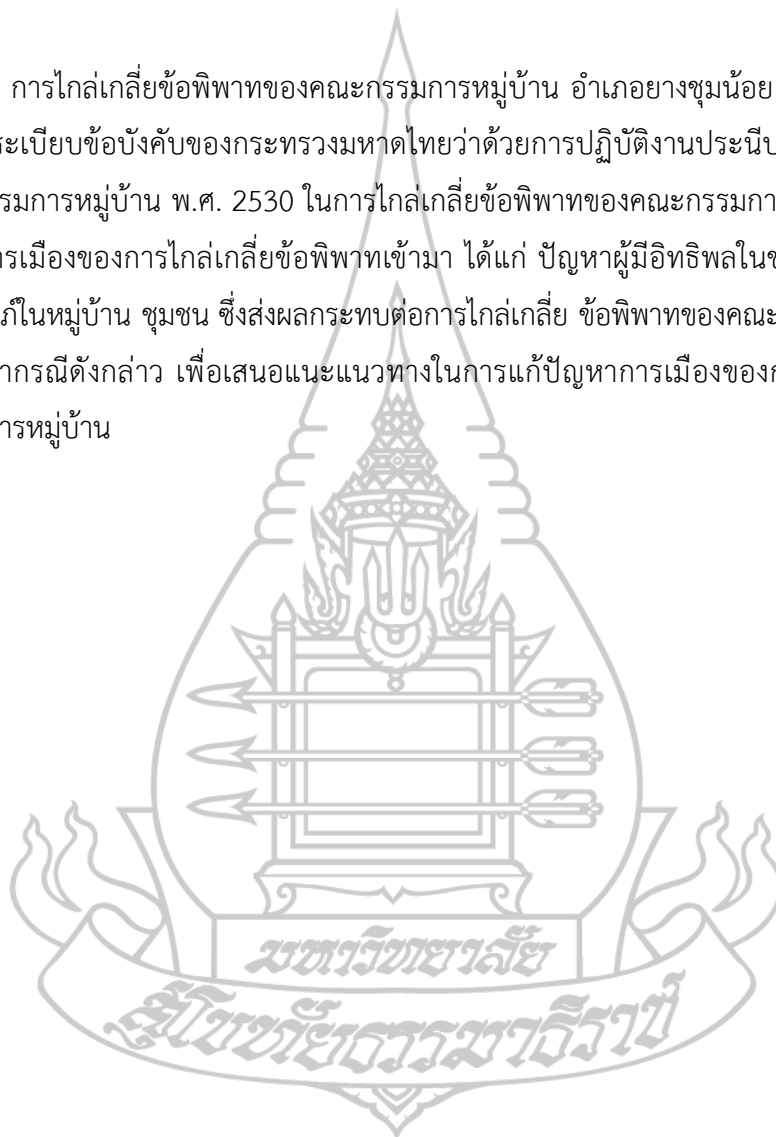 การไกล่เกลี่ยข้อพิพาทของคณะกรรมการหมู่บ้าน อำเภอยางชุมน้อย
ระเบียบข้อบังคับของกระทรวงมหาดไทยว่าด้วยการปฏิบัติงานประนีป
รมการหมู่บ้าน พ.ศ. 2530 ในการไกล่เกลี่ยข้อพิพาทของคณะกรรมกา
ารเมืองของการไกล่เกลี่ยข้อพิพาทเข้ามา ได้แก่ ปัญหาผู้มีอิทธิพลในช
ภ์ในหมู่บ้าน ชุมชน ซึ่งส่งผลกระทบต่อการไกล่เกลี่ย ข้อพิพาทของคณะ
ากรณีดังกล่าว เพื่อเสนอแนะแนวทางในการแก้ปัญหาการเมืองของก
ารหมู่บ้าน
มหาวิทยาลัย
สุโขทัยธรรมาธิราช